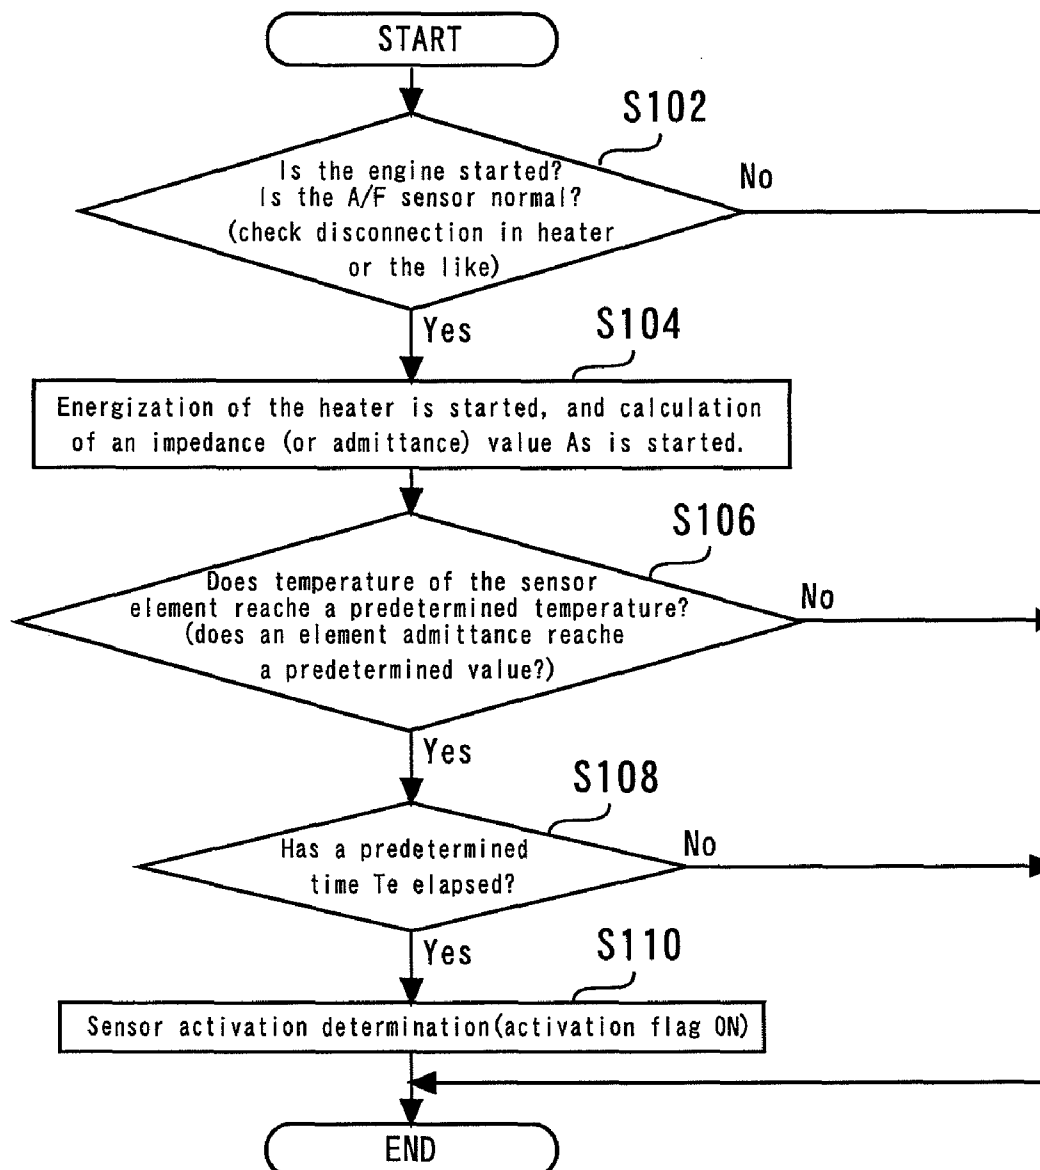 START
S102
Is the engine started?
Is the A/F sensor normal?
(check disconnection in heater
or the like)
No
Yes
S104
Energization of the heater is started, and calculation
of an impedance (or admittance) value As is started.
S106
Does temperature of the sensor
element reache a predetermined temperature?
(does an element admittance reache
a predetermined value?)
No
Yes
S108
Has a predetermined
time Te elapsed?
No
Yes
S110
Sensor activation determination(activation flag ON)
END